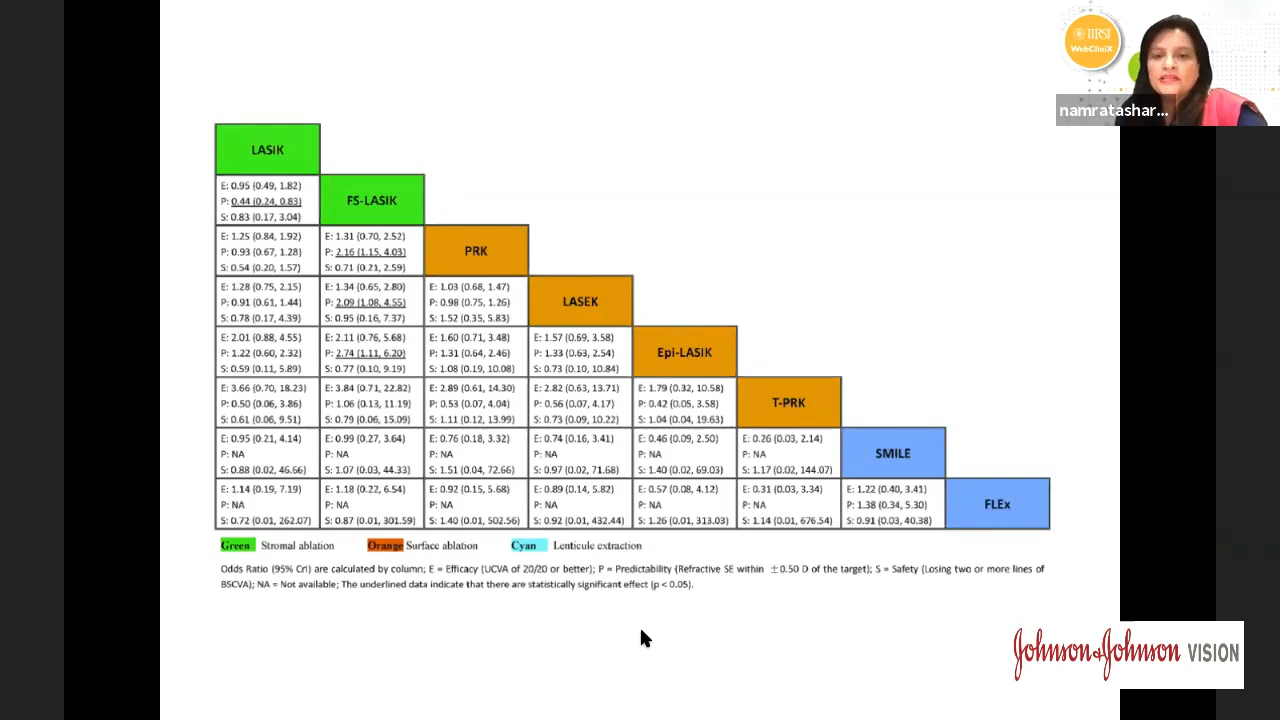 IIRSI
WebCliniX
namratashar...
LASIK
E: 0.95 (0.49, 1.82)
P: 0.44 (0.24, 0.83)
S: 0.83 (0.17, 3.04)
FS-LASIK
E: 1.25 (0.84, 1.92)
P: 0.93 (0.67, 1.28)
S: 0.54 (0.20, 1.57)
E: 1.31 (0.70, 2.52)
P: 2.16 (1.15, 4.03)
S: 0.71 (0.21, 2.59)
PRK
E: 1.28 (0.75, 2.15)
P: 0.91 (0.61, 1.44)
S: 0.78 (0.17, 4.39)
E: 1.34 (0.65, 2.80)
P: 2.09 (1.08, 4.55)
S: 0.95 (0.16, 7.37)
E: 1.03 (0.68, 1.47)
P: 0.98 (0.75, 1.26)
S: 1.52 (0.35, 5.83)
LASEK
E: 2.01 (0.88, 4.55)
P: 1.22 (0.60, 2.32)
S: 0.59 (0.11, 5.89)
E: 2.11 (0.76, 5.68)
P: 2.74 (1.11, 6.20)
S: 0.77 (0.10, 9.19)
E: 1.60 (0.71, 3.48)
P: 1.31 (0.64, 2.46)
S: 1.08 (0.19, 10.08)
E: 1.57 (0.69, 3.58)
P: 1.33 (0.63, 2.54)
S: 0.73 (0.10, 10.84)
Epi-LASIK
E: 3.66 (0.70, 18.23)
P: 0.50 (0.06, 3.86)
S: 0.61 (0.06, 9.51)
E: 3.84 (0.71, 22.82)
P: 1.06 (0.13, 11.19)
S: 0.79 (0.06, 15.09)
E: 2.89 (0.61, 14.30)
P: 0.53 (0.07, 4.04)
S: 1.11 (0.12, 13.99)
E: 2.82 (0.63, 13.71)
P: 0.56 (0.07, 4.17)
S: 0.73 (0.09, 10.22)
E: 1.79 (0.32, 10.58)
P: 0.42 (0.05, 3.58)
S: 1.04 (0.04, 19.63)
T-PRK
E: 0.95 (0.21, 4.14)
P: NA
S: 0.88 (0.02, 46.66)
E: 0.99 (0.27, 3.64)
P: NA
S: 1.07 (0.03, 44.33)
E: 0.76 (0.18, 3.32)
P: NA
S: 1.51 (0.04, 72.66)
E: 0.74 (0.16, 3.41)
P: NA
S: 0.97 (0.02, 71.68)
E: 0.46 (0.09, 2.50)
P: NA
S: 1.40 (0.02, 69.03)
E: 0.26 (0.03, 2.14)
P: NA
S: 1.17 (0.02, 144.07)
SMILE
E: 1.14 (0.19, 7.19)
P: NA
S: 0.72 (0.01, 262.07)
E: 1.18 (0.22, 6.54)
P: NA
S: 0.87 (0.01, 301.59)
E: 0.92 (0.15, 5.68)
P: NA
S: 1.40 (0.01, 502.56)
E: 0.89 (0.14, 5.82)
P: NA
S: 0.92 (0.01, 432.44)
E: 0.57 (0.08, 4.12)
P: NA
S: 1.26 (0.01, 313.03)
E: 0.31 (0.03, 3.34)
P: NA
S: 1.14 (0.01, 676.54)
E: 1.22 (0.40, 3.41)
P: 1.38 (0.34, 5.30)
S: 0.91 (0.03, 40.38)
FLEx
Green Stromal ablation Orange Surface ablation Cyan Lenticule extraction
Odds Ratio (95% CrI) are calculated by column; E = Efficacy (UCVA of 20/20 or better); P = Predictability (Refractive SE within ±0.50 D of the target); S = Safety (Losing two or more lines of
BSCVA); NA = Not available; The underlined data indicate that there are statistically significant effect (p < 0.05).
Johnson&Johnson VISION